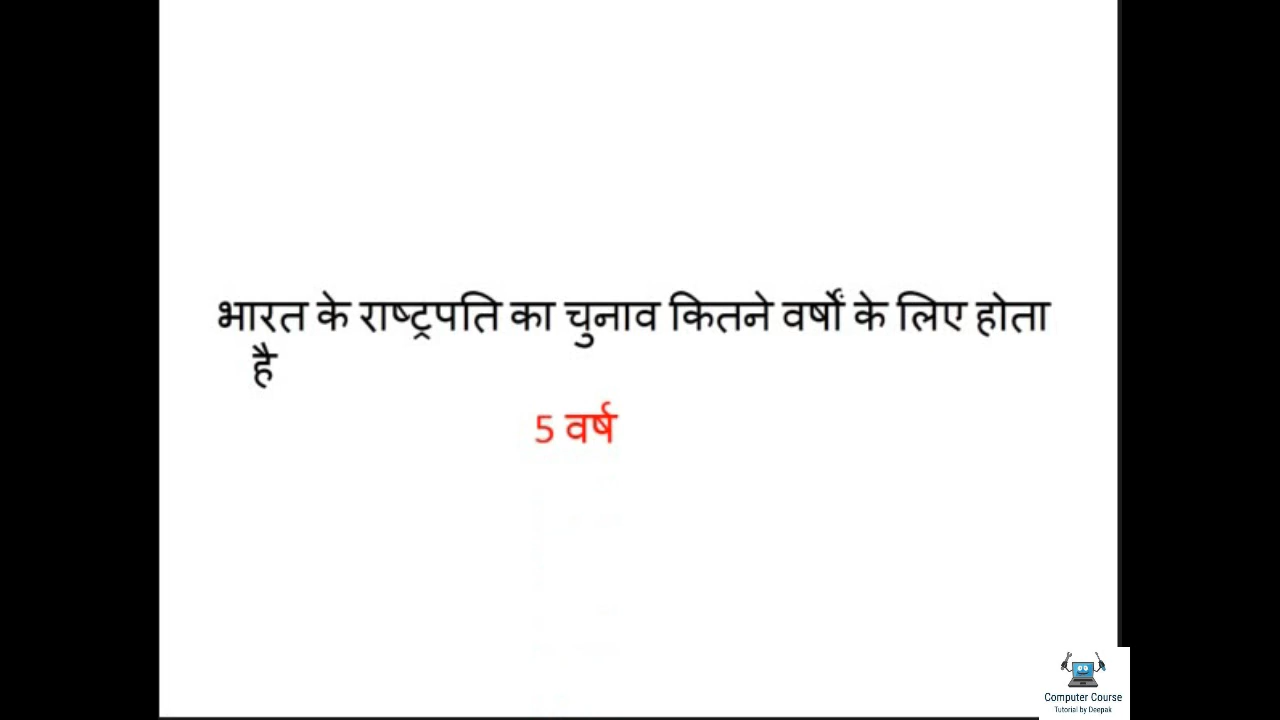 भारत के राष्ट्रपति का चुनाव कितने वर्षों के लिए होता
है
5 वर्ष
Computer Course
Tutorial by Deepak